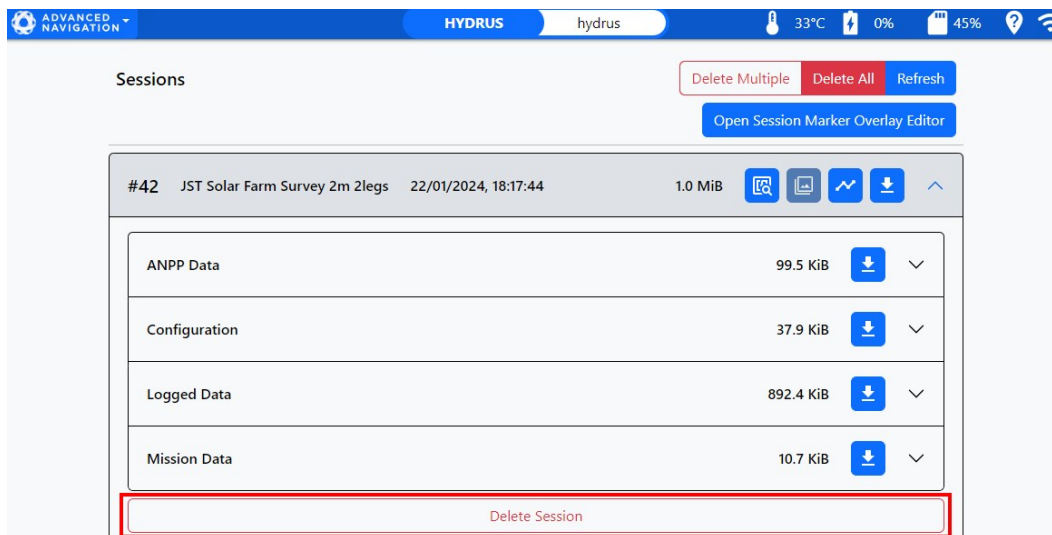 ADVANCED
NAVIGATION
HYDRUS hydrus 33°C 0% 45%
Sessions Delete Multiple Delete All Refresh
Open Session Marker Overlay Editor
#42 JST Solar Farm Survey 2m 2legs 22/01/2024, 18:17:44 1.0 MiB
ANPP Data 99.5 KiB
Configuration 37.9 KiB
Logged Data 892.4 KiB
Mission Data 10.7 KiB
Delete Session